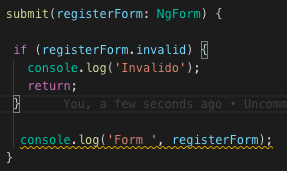 submit(registerForm: NgForm) {
if (registerForm.invalid) {
console.log('Invalido');
return;
} You, a few seconds ago • Uncomm
console.log('Form ', registerForm);
}